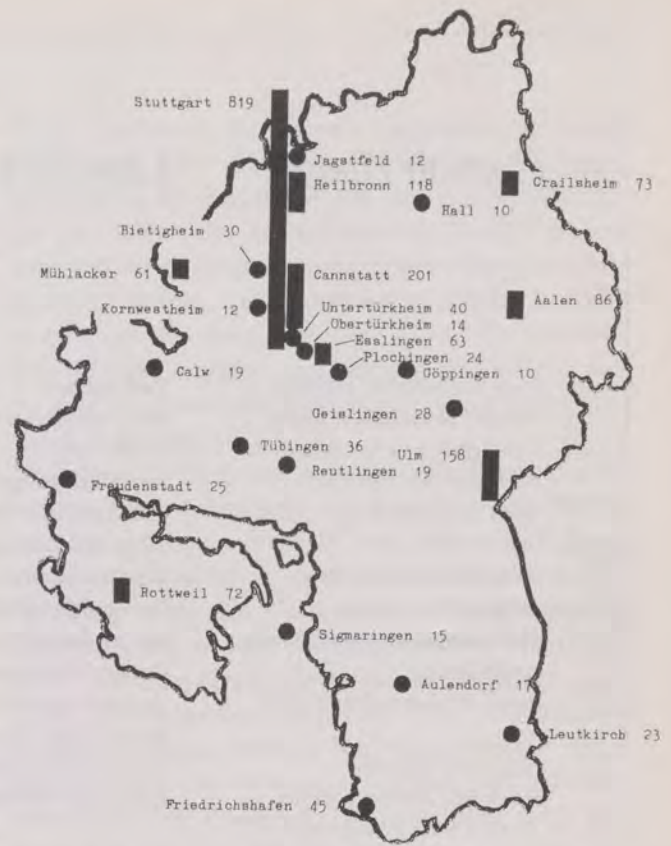 Stuttgart 819
Jagstfeld 12
Heilbronn 118
Crailsheim 73
Hall 10
Bietigheim 30
Mühlacker 61
Cannstatt 201
Kornwestheim 12
Untertürkheim 40
Aalen 86
Obertürkheim 14
Esslingen 63
Plochingen 24
Calw 19
Göppingen 10
Geislingen 28
Tübingen 36
Ulm 158
Reutlingen 19
Freudenstadt 25
Rottweil 72
Sigmaringen 15
Aulendorf 17
Leutkirch 23
Friedrichshafen 45